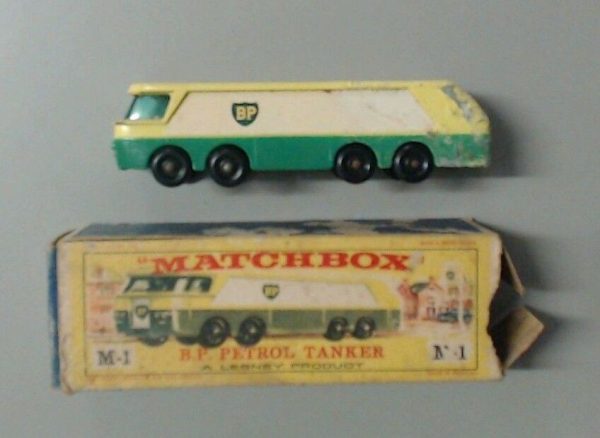 BP
"MATCHBOX"
BP
M-1 B.P. PETROL TANKER M-1
A LESNEY PRODUCT